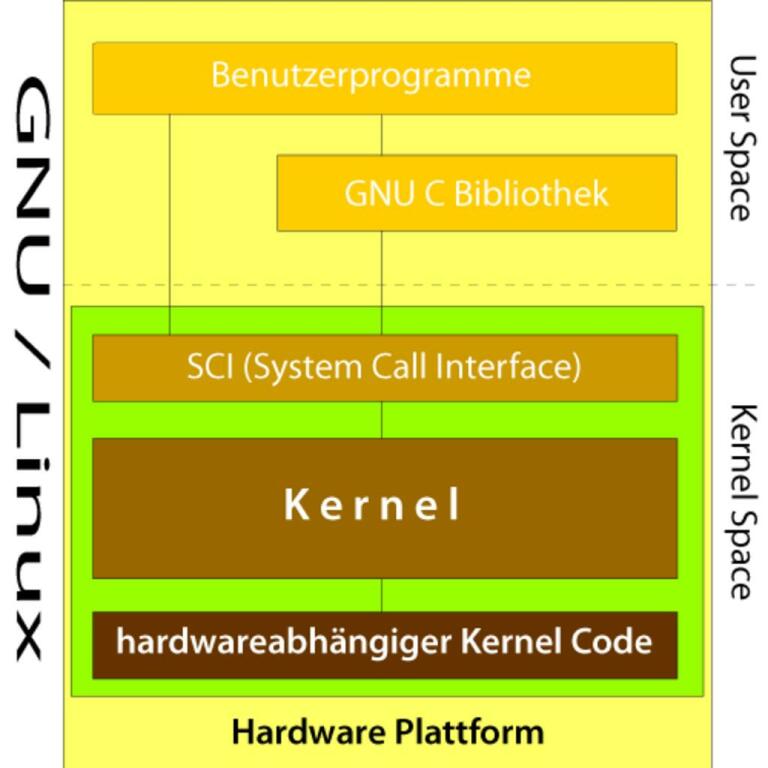 GNU / Linux
Benutzerprogramme
GNU C Bibliothek
User Space
SCI (System Call Interface)
Kernel
hardwareabhängiger Kernel Code
Kernel Space
Hardware Plattform